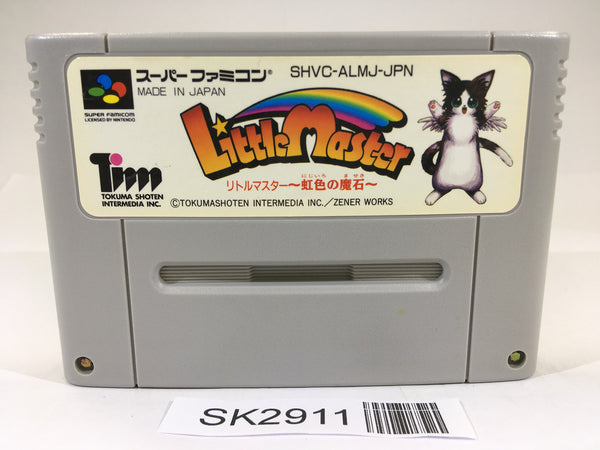 スーパーファミコン®
MADE IN JAPAN
SHVC-ALMJ-JPN
SUPER FAMICOM
LICENSED BY NINTENDO
Little Master
にじいろ ませき
リトルマスター〜虹色の魔石〜
Tim
TOKUMA SHOTEN
INTERMEDIA INC.
©TOKUMASHOTEN INTERMEDIA INC./ZENER WORKS
SK2911